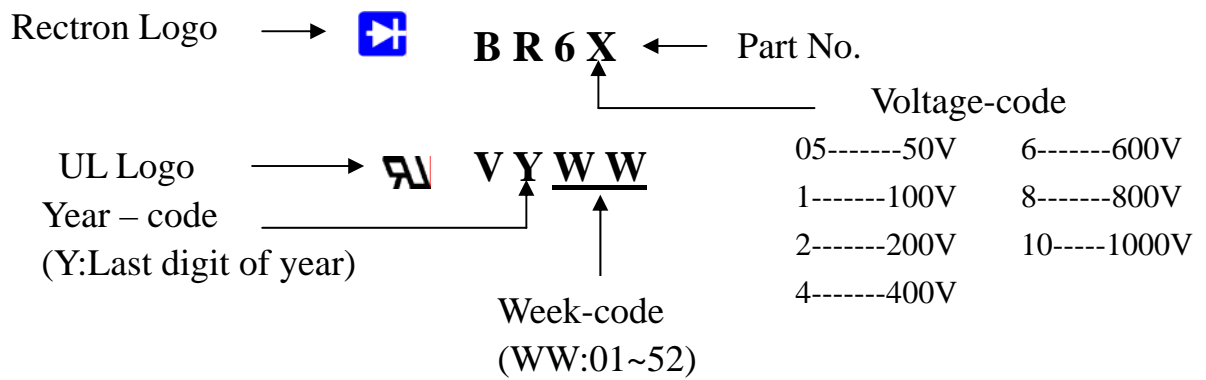 Rectron Logo
B R 6 X
Part No.
Voltage-code
05-------50V 6-------600V
1-------100V 8-------800V
2-------200V 10-----1000V
4-------400V
UL Logo
V Y W W
Year – code
(Y:Last digit of year)
Week-code
(WW:01~52)